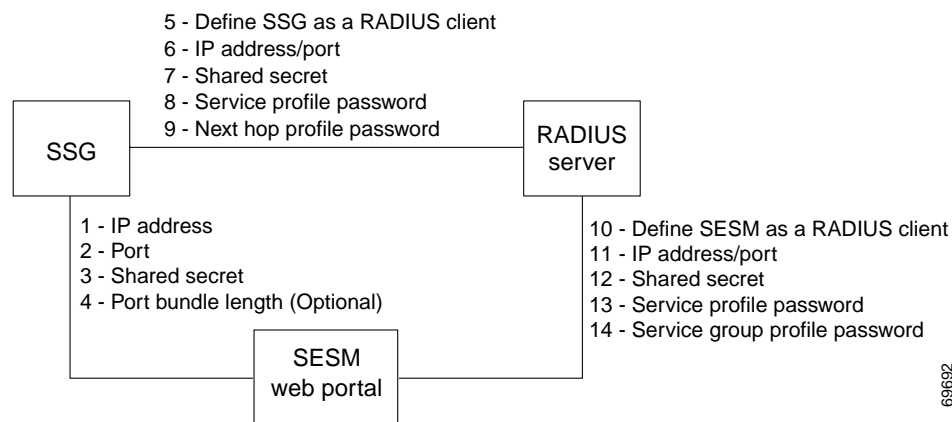 5 - Define SSG as a RADIUS client
6 - IP address/port
7 - Shared secret
8 - Service profile password
9 - Next hop profile password
SSG
RADIUS
server
1 - IP address
2 - Port
3 - Shared secret
4 - Port bundle length (Optional)
10 - Define SESM as a RADIUS client
11 - IP address/port
12 - Shared secret
13 - Service profile password
14 - Service group profile password
SESM
web portal
69692